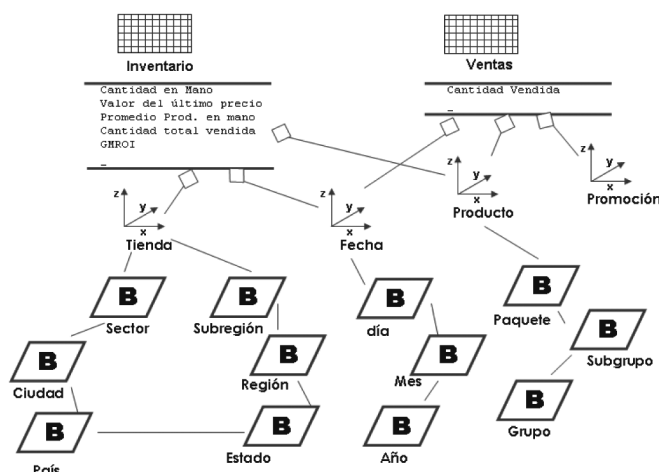 Inventario
Ventas
Cantidad en Mano
Valor del último precio
Promedio Prod. en mano
Cantidad total vendida
GMROI
_
Cantidad Vendida
_
z y x
Tienda
z y x
Fecha
z y x
Producto
z y x
Promoción
B
Sector
B
Subregión
B
día
B
Paquete
B
Ciudad
B
Región
B
Mes
B
Subgrupo
B
País
B
Estado
B
Año
B
Grupo